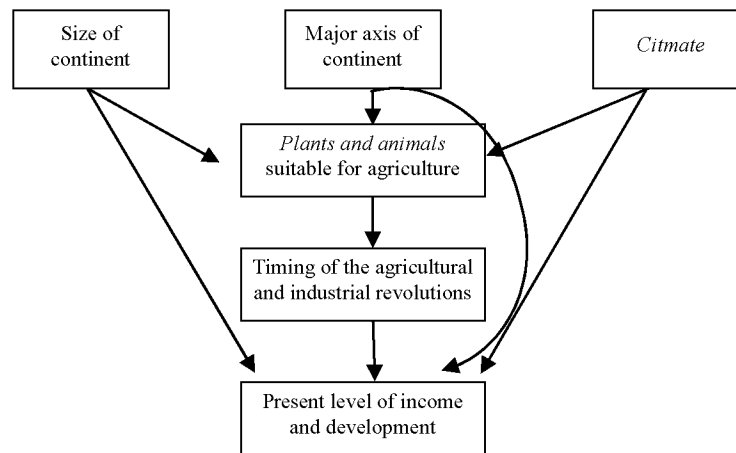 Size of
continent
Major axis of
continent
Citmate
Plants and animals
suitable for agriculture
Timing of the agricultural
and industrial revolutions
Present level of income
and development